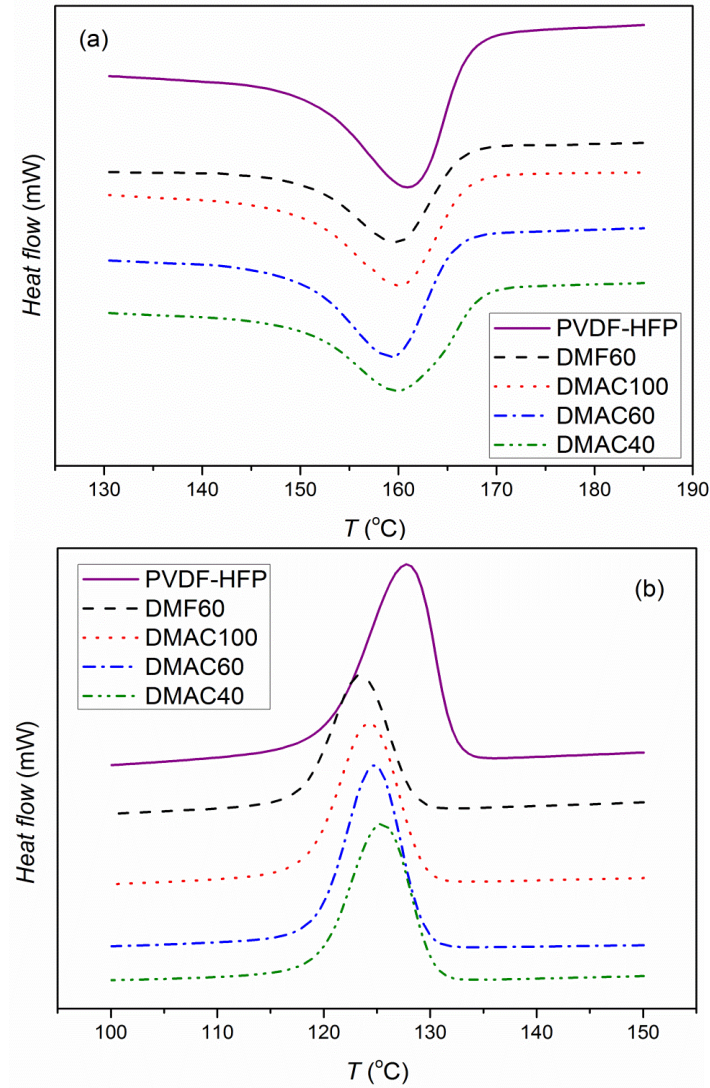 (a)
Heat flow (mW)
PVDF-HFP
DMF60
DMAC100
DMAC60
DMAC40
130 140 150 160 170 180 190
T (°C)
PVDF-HFP
DMF60
DMAC100
DMAC60
DMAC40
(b)
Heat flow (mW)
100 110 120 130 140 150
T (°C)